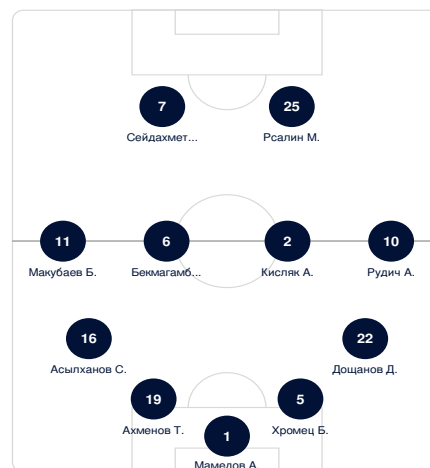 7
25
Сейдахмет...
Рсалин М.
11
6
2
10
Макубаев Б.
Бекмагамб...
Кисляк А.
Рудич А.
16
22
Асылханов С.
Дощанов Д.
19
5
Ахменов Т.
Хромец Б.
1
Мамедов А.